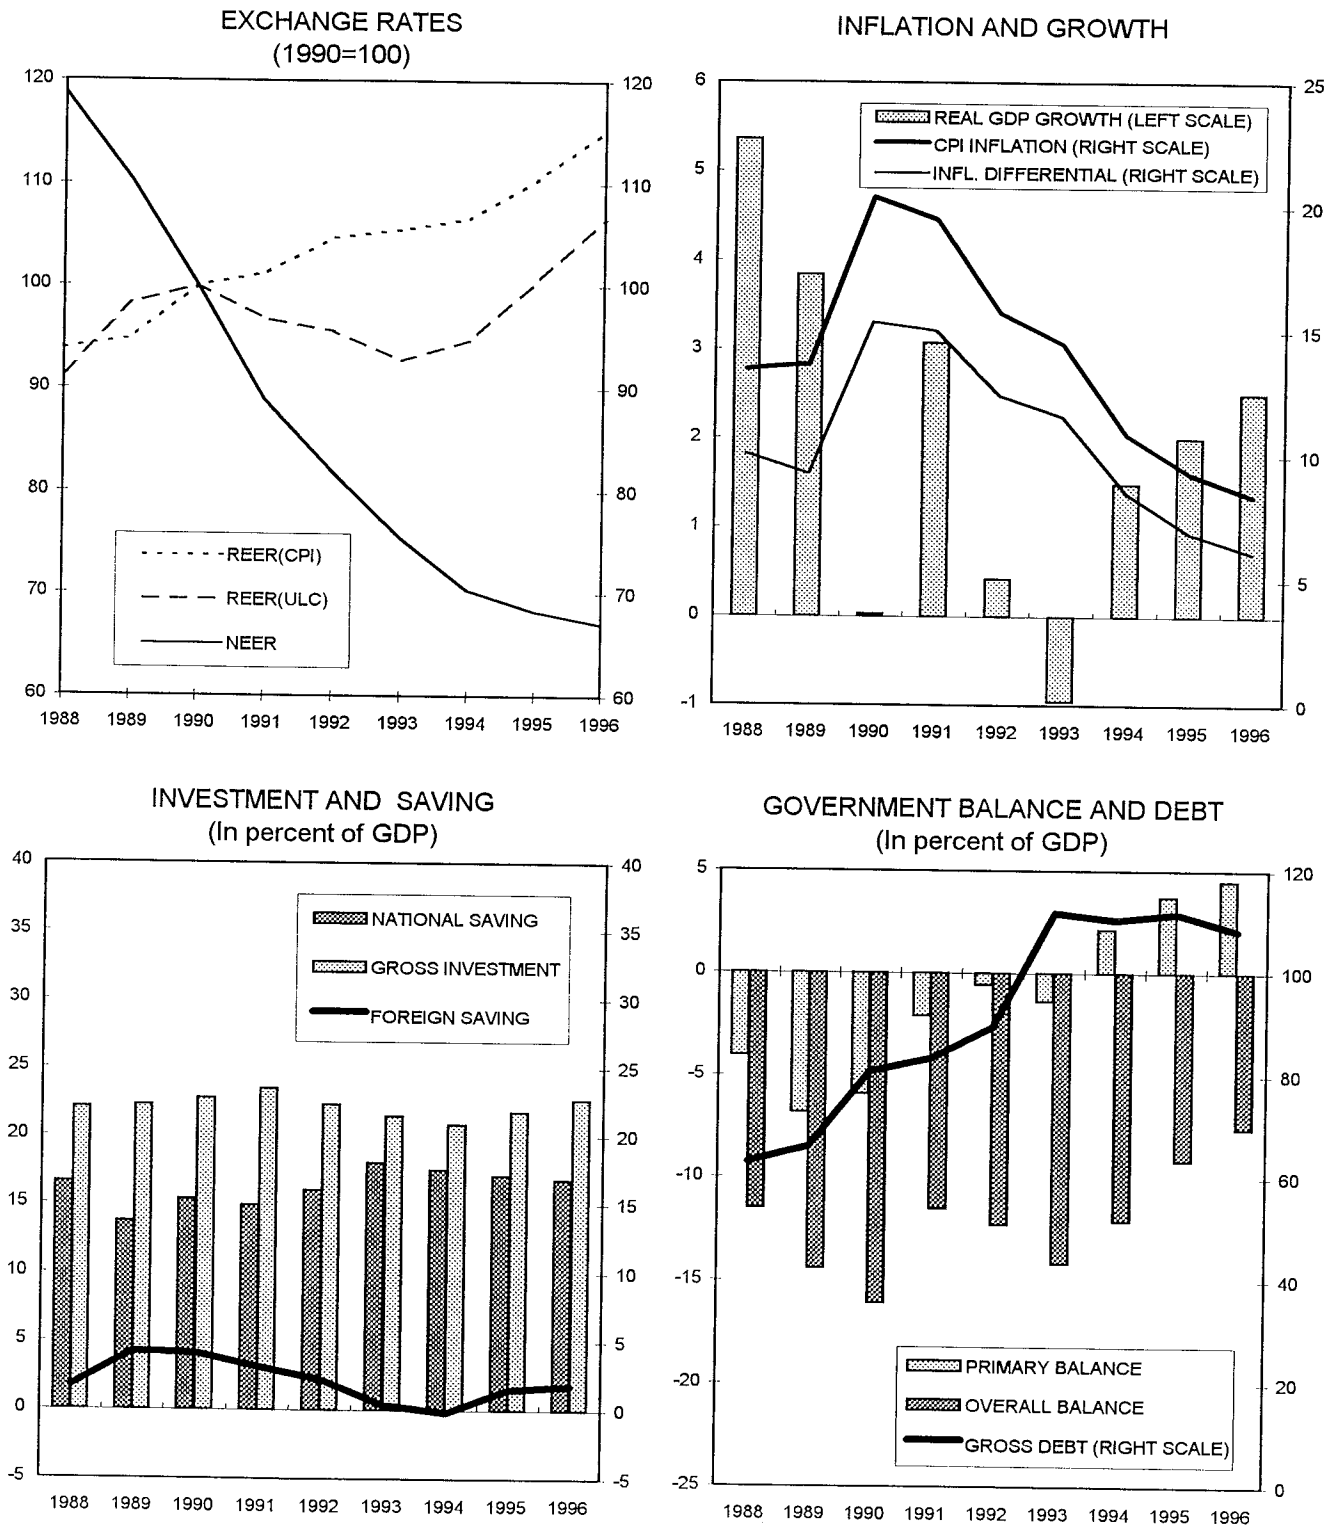 EXCHANGE RATES
(1990=100)
120
110
100
90
80
70
60
120
110
100
90
80
70
60
REER(CPI)
REER(ULC)
NEER
1988 1989 1990 1991 1992 1993 1994 1995 1996
INFLATION AND GROWTH
6
5
4
3
2
1
0
-1
25
20
15
10
5
0
REAL GDP GROWTH (LEFT SCALE)
CPI INFLATION (RIGHT SCALE)
INFL. DIFFERENTIAL (RIGHT SCALE)
1988 1989 1990 1991 1992 1993 1994 1995 1996
INVESTMENT AND SAVING
(In percent of GDP)
40
35
30
25
20
15
10
5
0
-5
40
35
30
25
20
15
10
5
0
-5
NATIONAL SAVING
GROSS INVESTMENT
FOREIGN SAVING
1988 1989 1990 1991 1992 1993 1994 1995 1996
GOVERNMENT BALANCE AND DEBT
(In percent of GDP)
5
0
-5
-10
-15
-20
-25
120
100
80
60
40
20
0
PRIMARY BALANCE
OVERALL BALANCE
GROSS DEBT (RIGHT SCALE)
1988 1989 1990 1991 1992 1993 1994 1995 1996